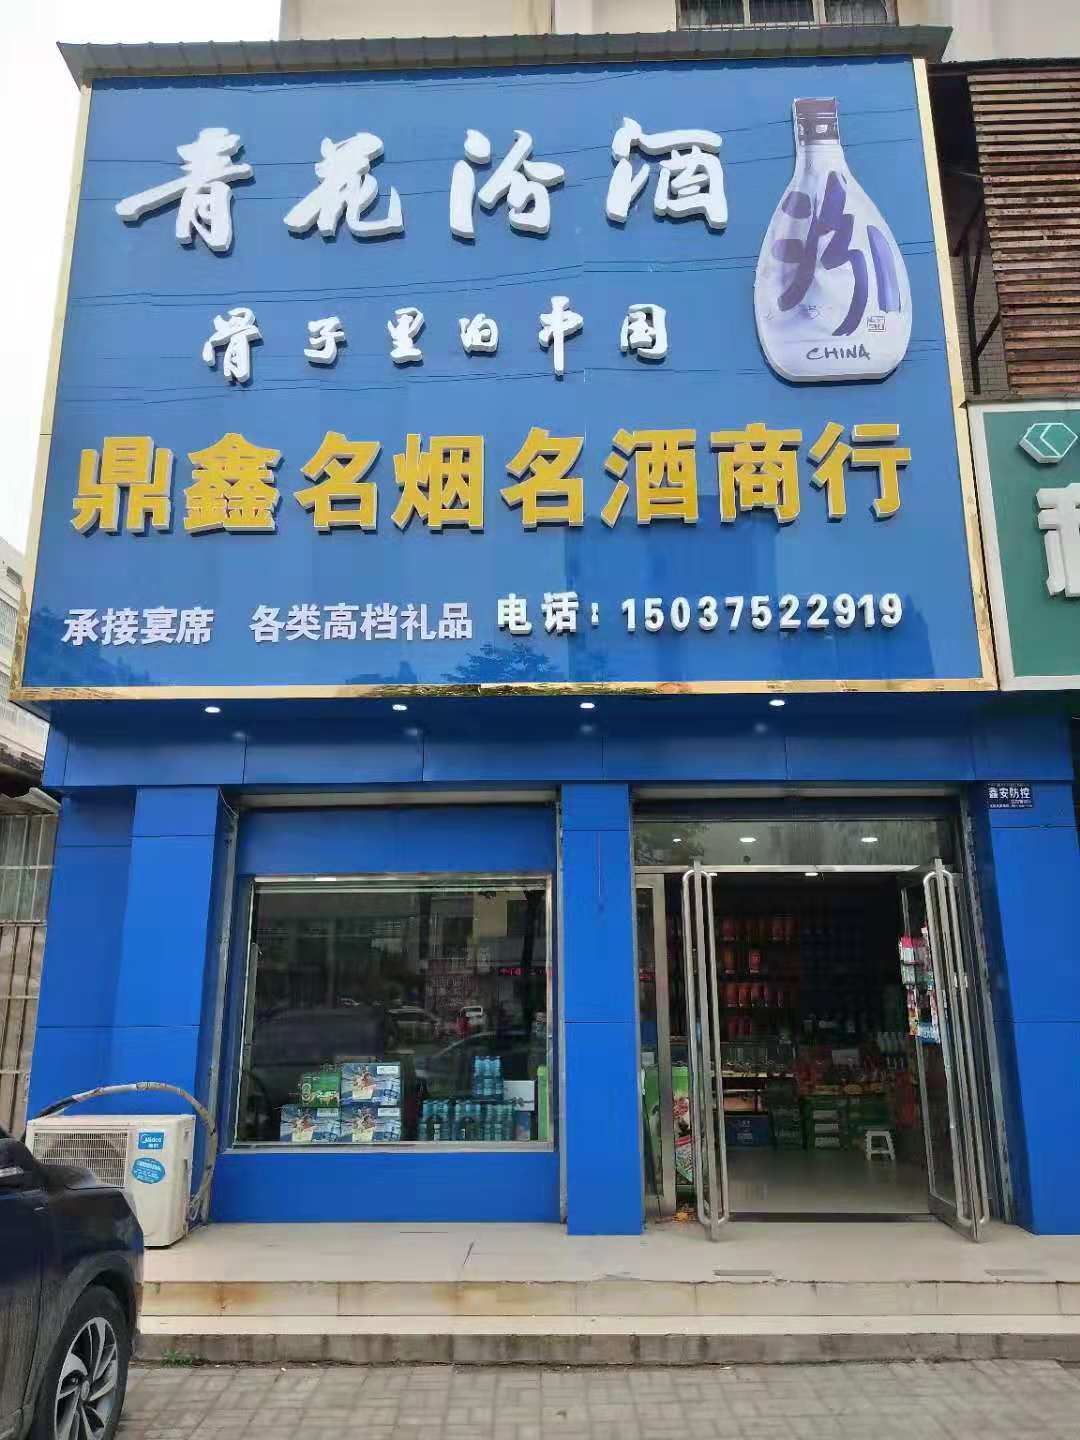 青花汾酒
汾
CHINA
骨子里的中国
鼎鑫名烟名酒商行
承接宴席 各类高档礼品 电话：15037522919
鑫安防控
Midea